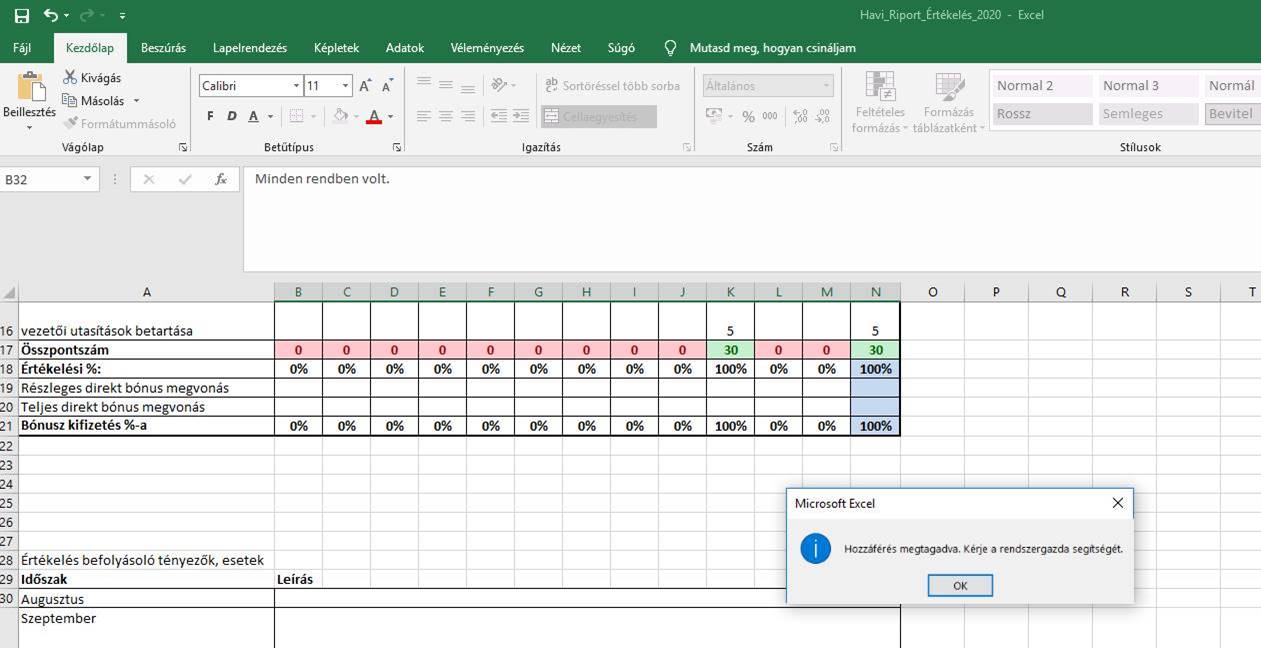 Havi_Riport_Értékelés_2020 - Excel
Fájl Kezdőlap Beszúrás Lapelrendezés Képletek Adatok Véleményezés Nézet Súgó Mutasd meg, hogyan csináljam
Beillesztés
Kivágás
Másolás
Formátummásoló
Vágólap
Calibri 11
F D A
Betűtípus
Sortöréssel több sorba
Cellaegyesítés
Igazítás
Általános
% 000
Szám
Feltételes formázás
Formázás táblázatként
Normal 2 Normal 3 Normál
Rossz Semleges Bevitel
Stílusok
B32 fx Minden rendben volt.
A B C D E F G H I J K L M N O P Q R S T
16 vezetői utasítások betartása 5 5
17 Összpontszám 0 0 0 0 0 0 0 0 0 30 0 0 30
18 Értékelési %: 0% 0% 0% 0% 0% 0% 0% 0% 0% 100% 0% 0% 100%
19 Részleges direkt bónus megvonás
20 Teljes direkt bónus megvonás
21 Bónusz kifizetés %-a 0% 0% 0% 0% 0% 0% 0% 0% 0% 100% 0% 0% 100%
22
23
24
25
26
27
28 Értékelés befolyásoló tényezők, esetek
29 Időszak Leírás
30 Augusztus
Szeptember
Microsoft Excel
Hozzáférés megtagadva. Kérje a rendszergazda segítségét.
OK